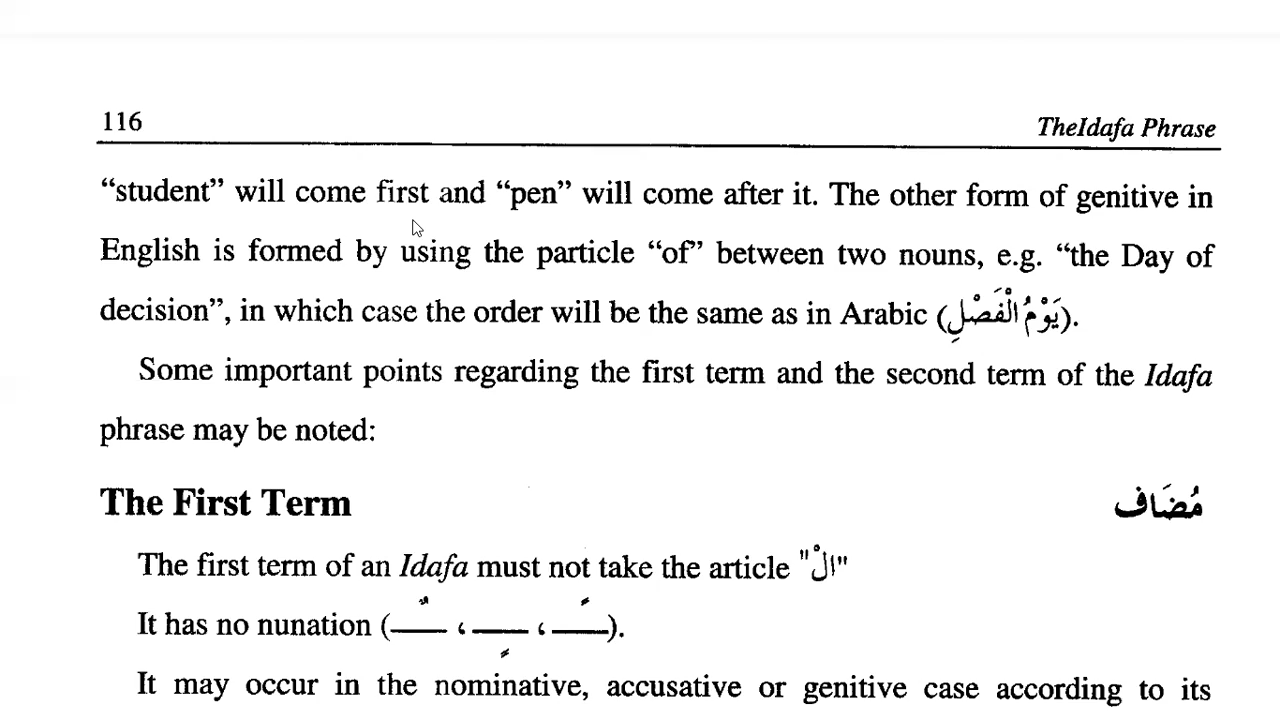 116
TheIdafa Phrase
“student” will come first and “pen” will come after it. The other form of genitive in
English is formed by using the particle “of” between two nouns, e.g. “the Day of
decision”, in which case the order will be the same as in Arabic (يَوْمُ الْفَصْلِ).
Some important points regarding the first term and the second term of the Idafa
phrase may be noted:
The First Term
مُضَاف
The first term of an Idafa must not take the article "الْ"
It has no nunation (ـٌ ، ـٍ ، ـً).
It may occur in the nominative, accusative or genitive case according to its